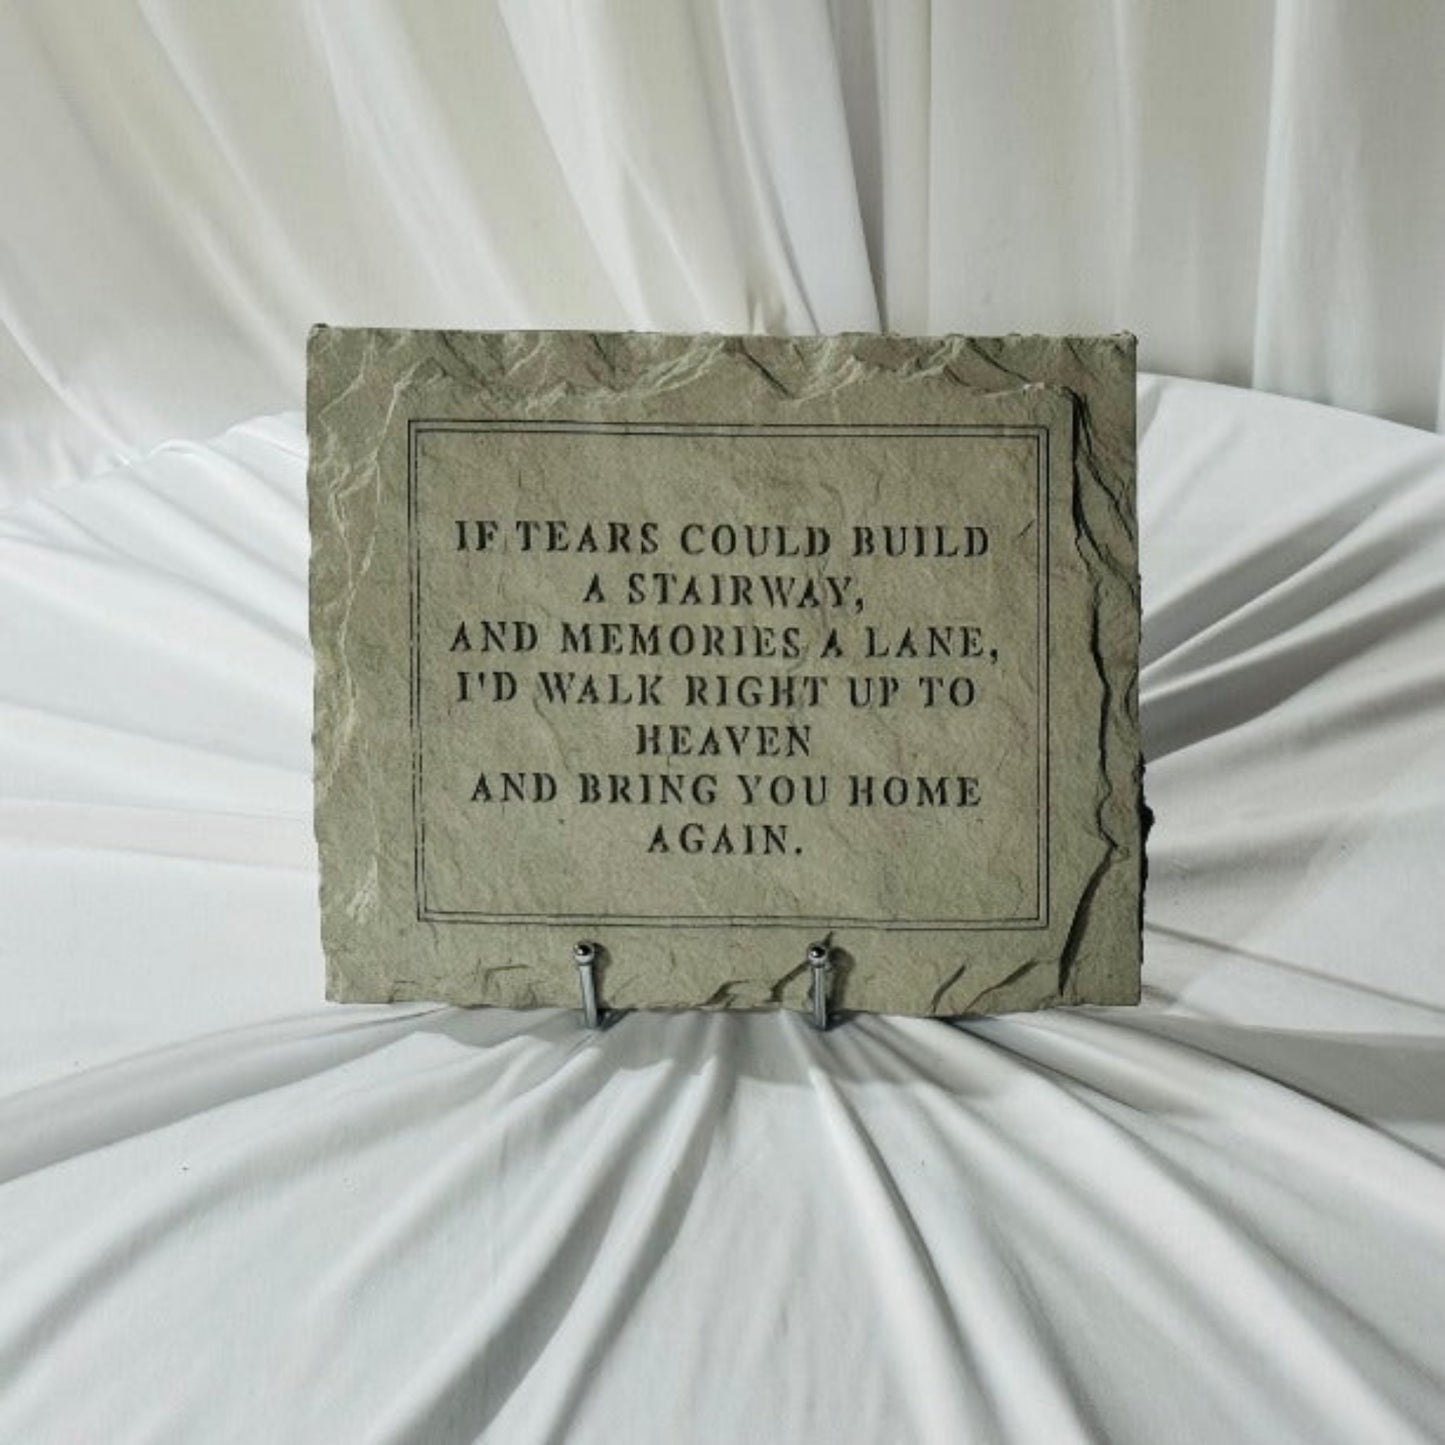 IF TEARS COULD BUILD
A STAIRWAY,
AND MEMORIES A LANE,
I'D WALK RIGHT UP TO
HEAVEN
AND BRING YOU HOME
AGAIN.